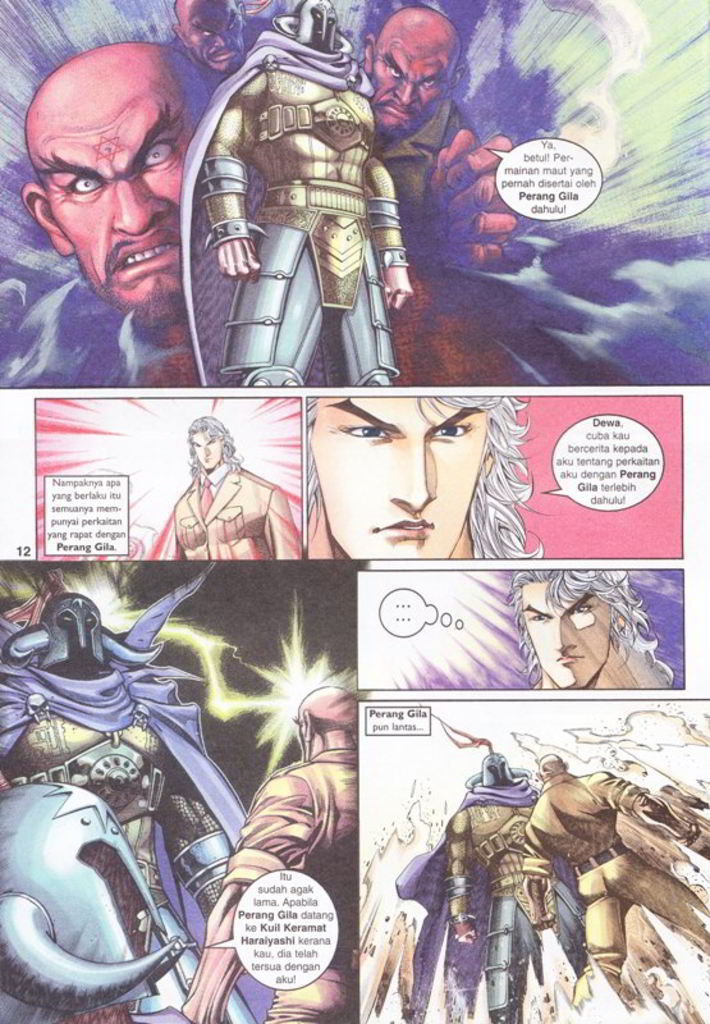 Ya,
betul! Per-
mainan maut yang
pernah disertai oleh
Perang Gila
dahulu!
Nampaknya apa
yang berlaku itu
semuanya mem-
punyai perkaitan
yang rapat dengan
Perang Gila.
Dewa,
cuba kau
bercerita kepada
aku tentang perkaitan
aku dengan Perang
Gila terlebih
dahulu!
12
...
...
Itu
sudah agak
lama. Apabila
Perang Gila datang
ke Kuil Keramat
Haraiyashi kerana
kau, dia telah
tersua dengan
aku!
Perang Gila
pun lantas...